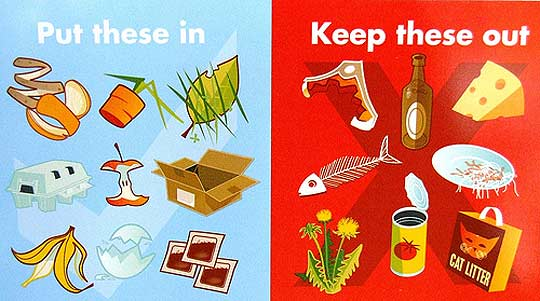 Put these in
Keep these out
CAT LITTER